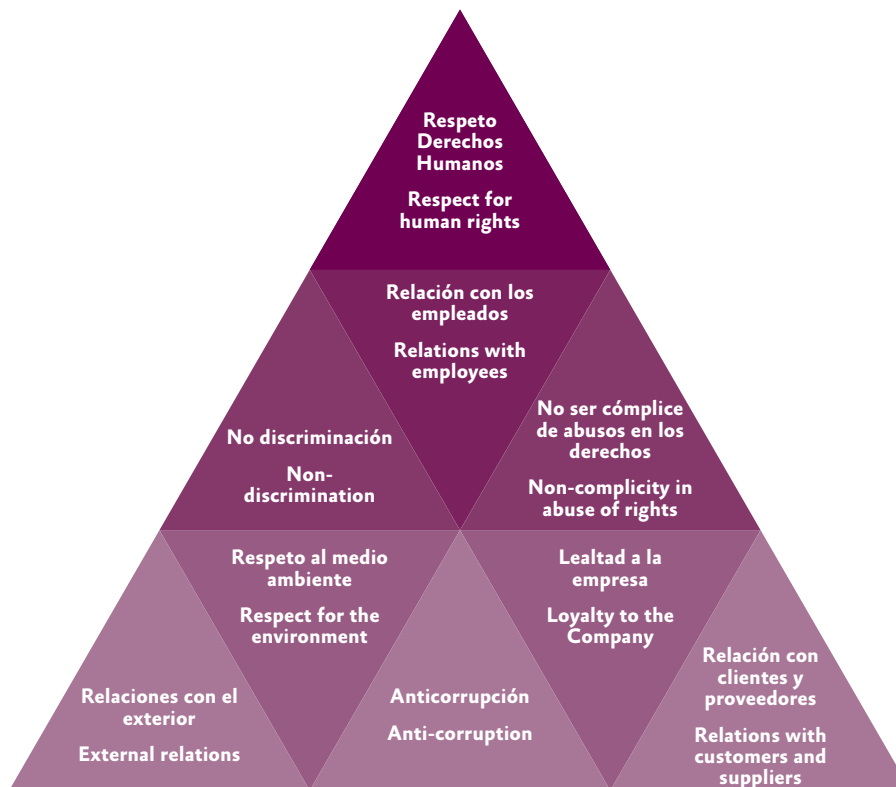 Respeto
Derechos
Humanos
Respect for
human rights
Relación con los
empleados
Relations with
employees
No discriminación
Non-
discrimination
No ser cómplice
de abusos en los
derechos
Non-complicity in
abuse of rights
Respeto al medio
ambiente
Respect for the
environment
Lealtad a la
empresa
Loyalty to the
Company
Relaciones con el
exterior
External relations
Anticorrupción
Anti-corruption
Relación con
clientes y
proveedores
Relations with
customers and
suppliers